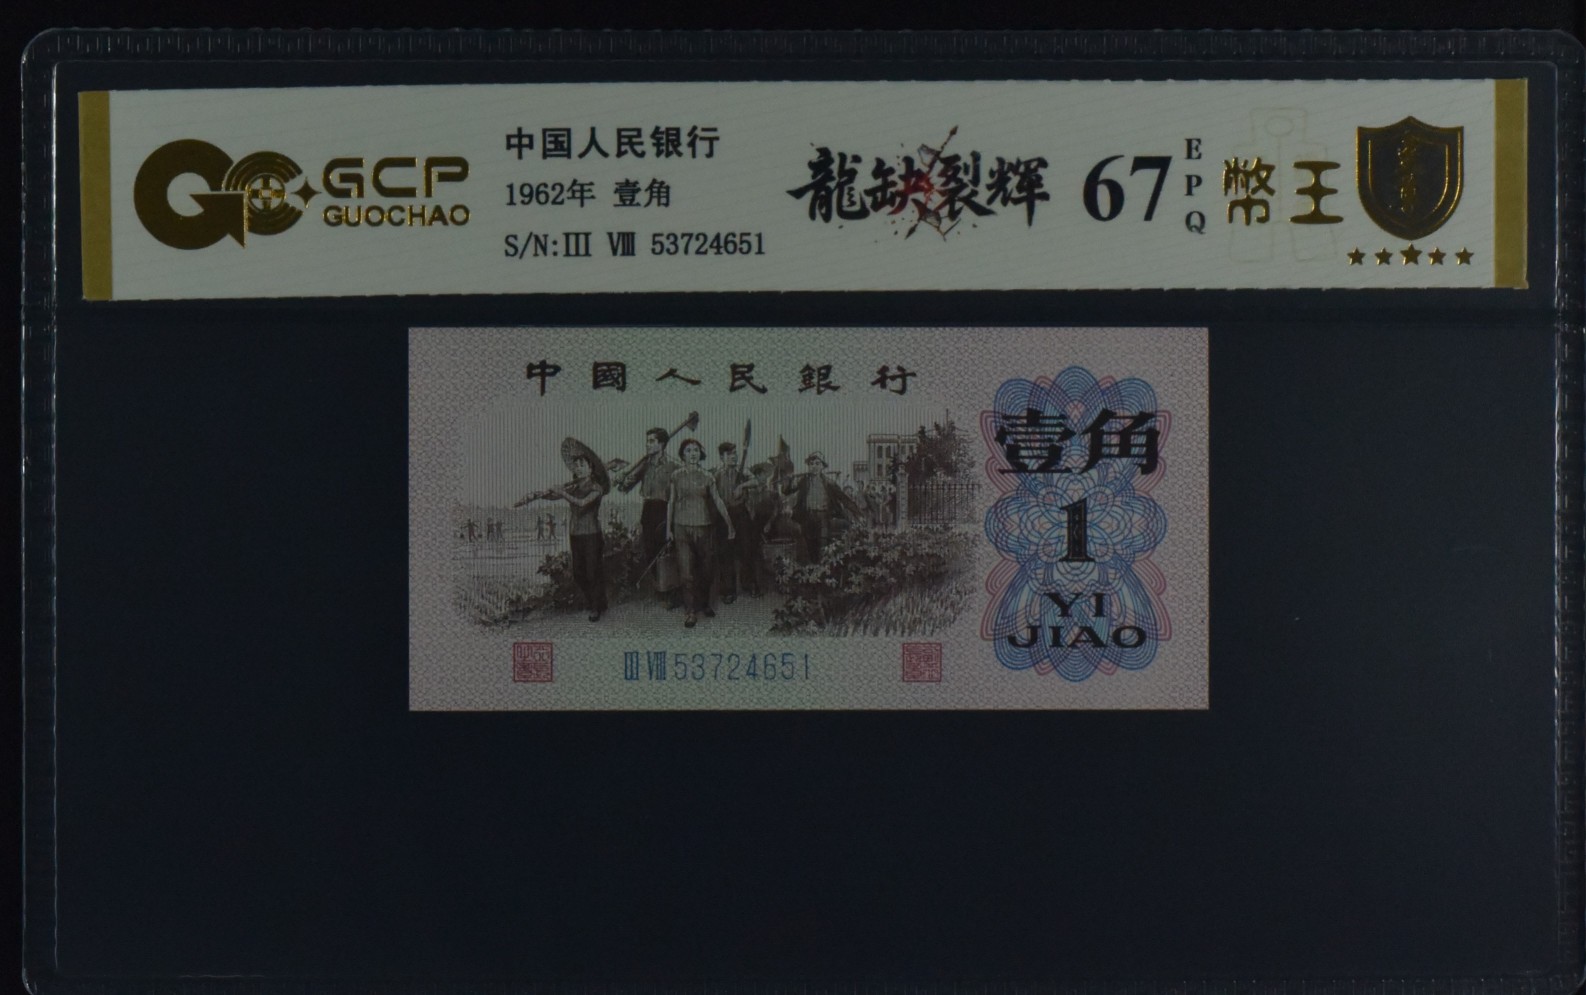 GCP
GUOCHAO
中国人民银行
1962年 壹角
S/N:III VIII 53724651
龍缺裂輝
67
EPQ
幣王
中國人民銀行
壹角
1
YI
JIAO
III VIII 53724651